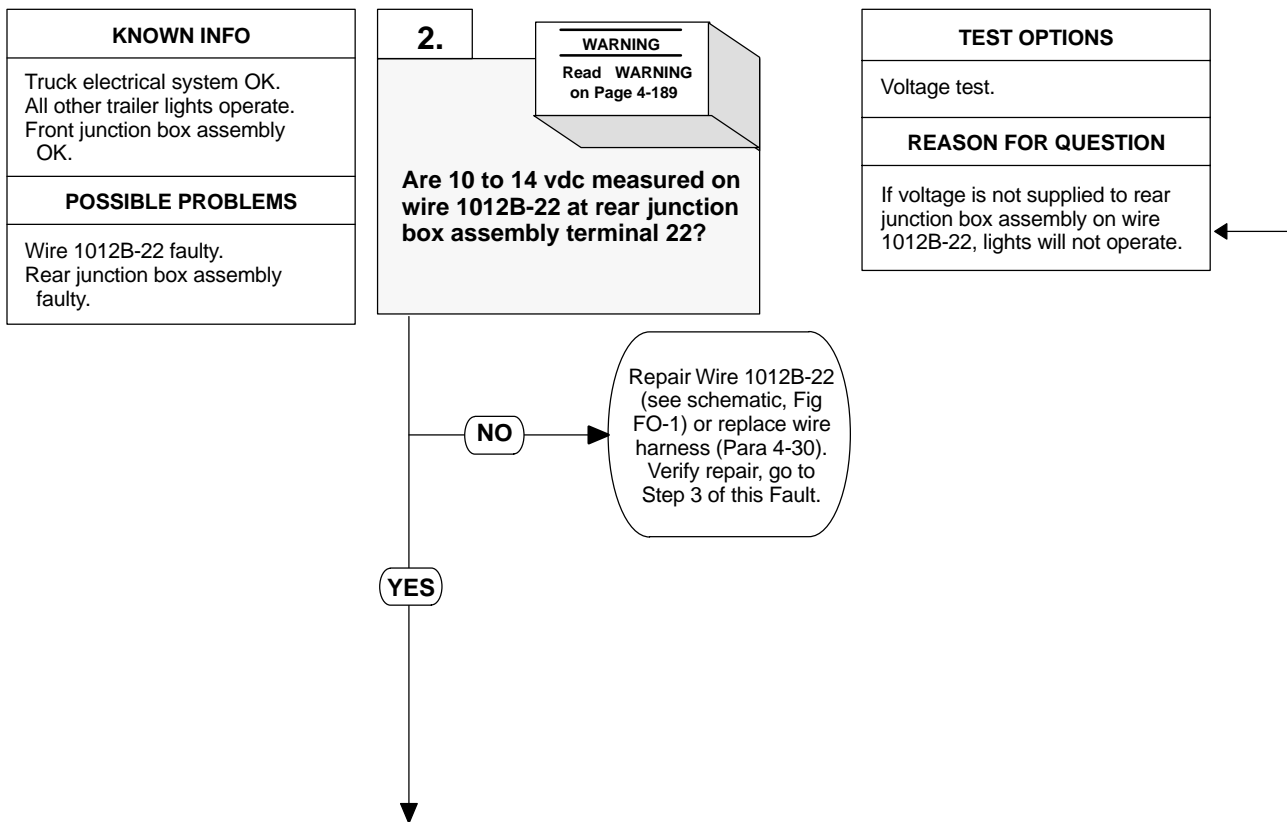 KNOWN INFO
Truck electrical system OK.
All other trailer lights operate.
Front junction box assembly
OK.
POSSIBLE PROBLEMS
Wire 1012B-22 faulty.
Rear junction box assembly
faulty.
2.
WARNING
Read WARNING
on Page 4-189
Are 10 to 14 vdc measured on
wire 1012B-22 at rear junction
box assembly terminal 22?
TEST OPTIONS
Voltage test.
REASON FOR QUESTION
If voltage is not supplied to rear
junction box assembly on wire
1012B-22, lights will not operate.
NO
Repair Wire 1012B-22
(see schematic, Fig
FO-1) or replace wire
harness (Para 4-30).
Verify repair, go to
Step 3 of this Fault.
YES